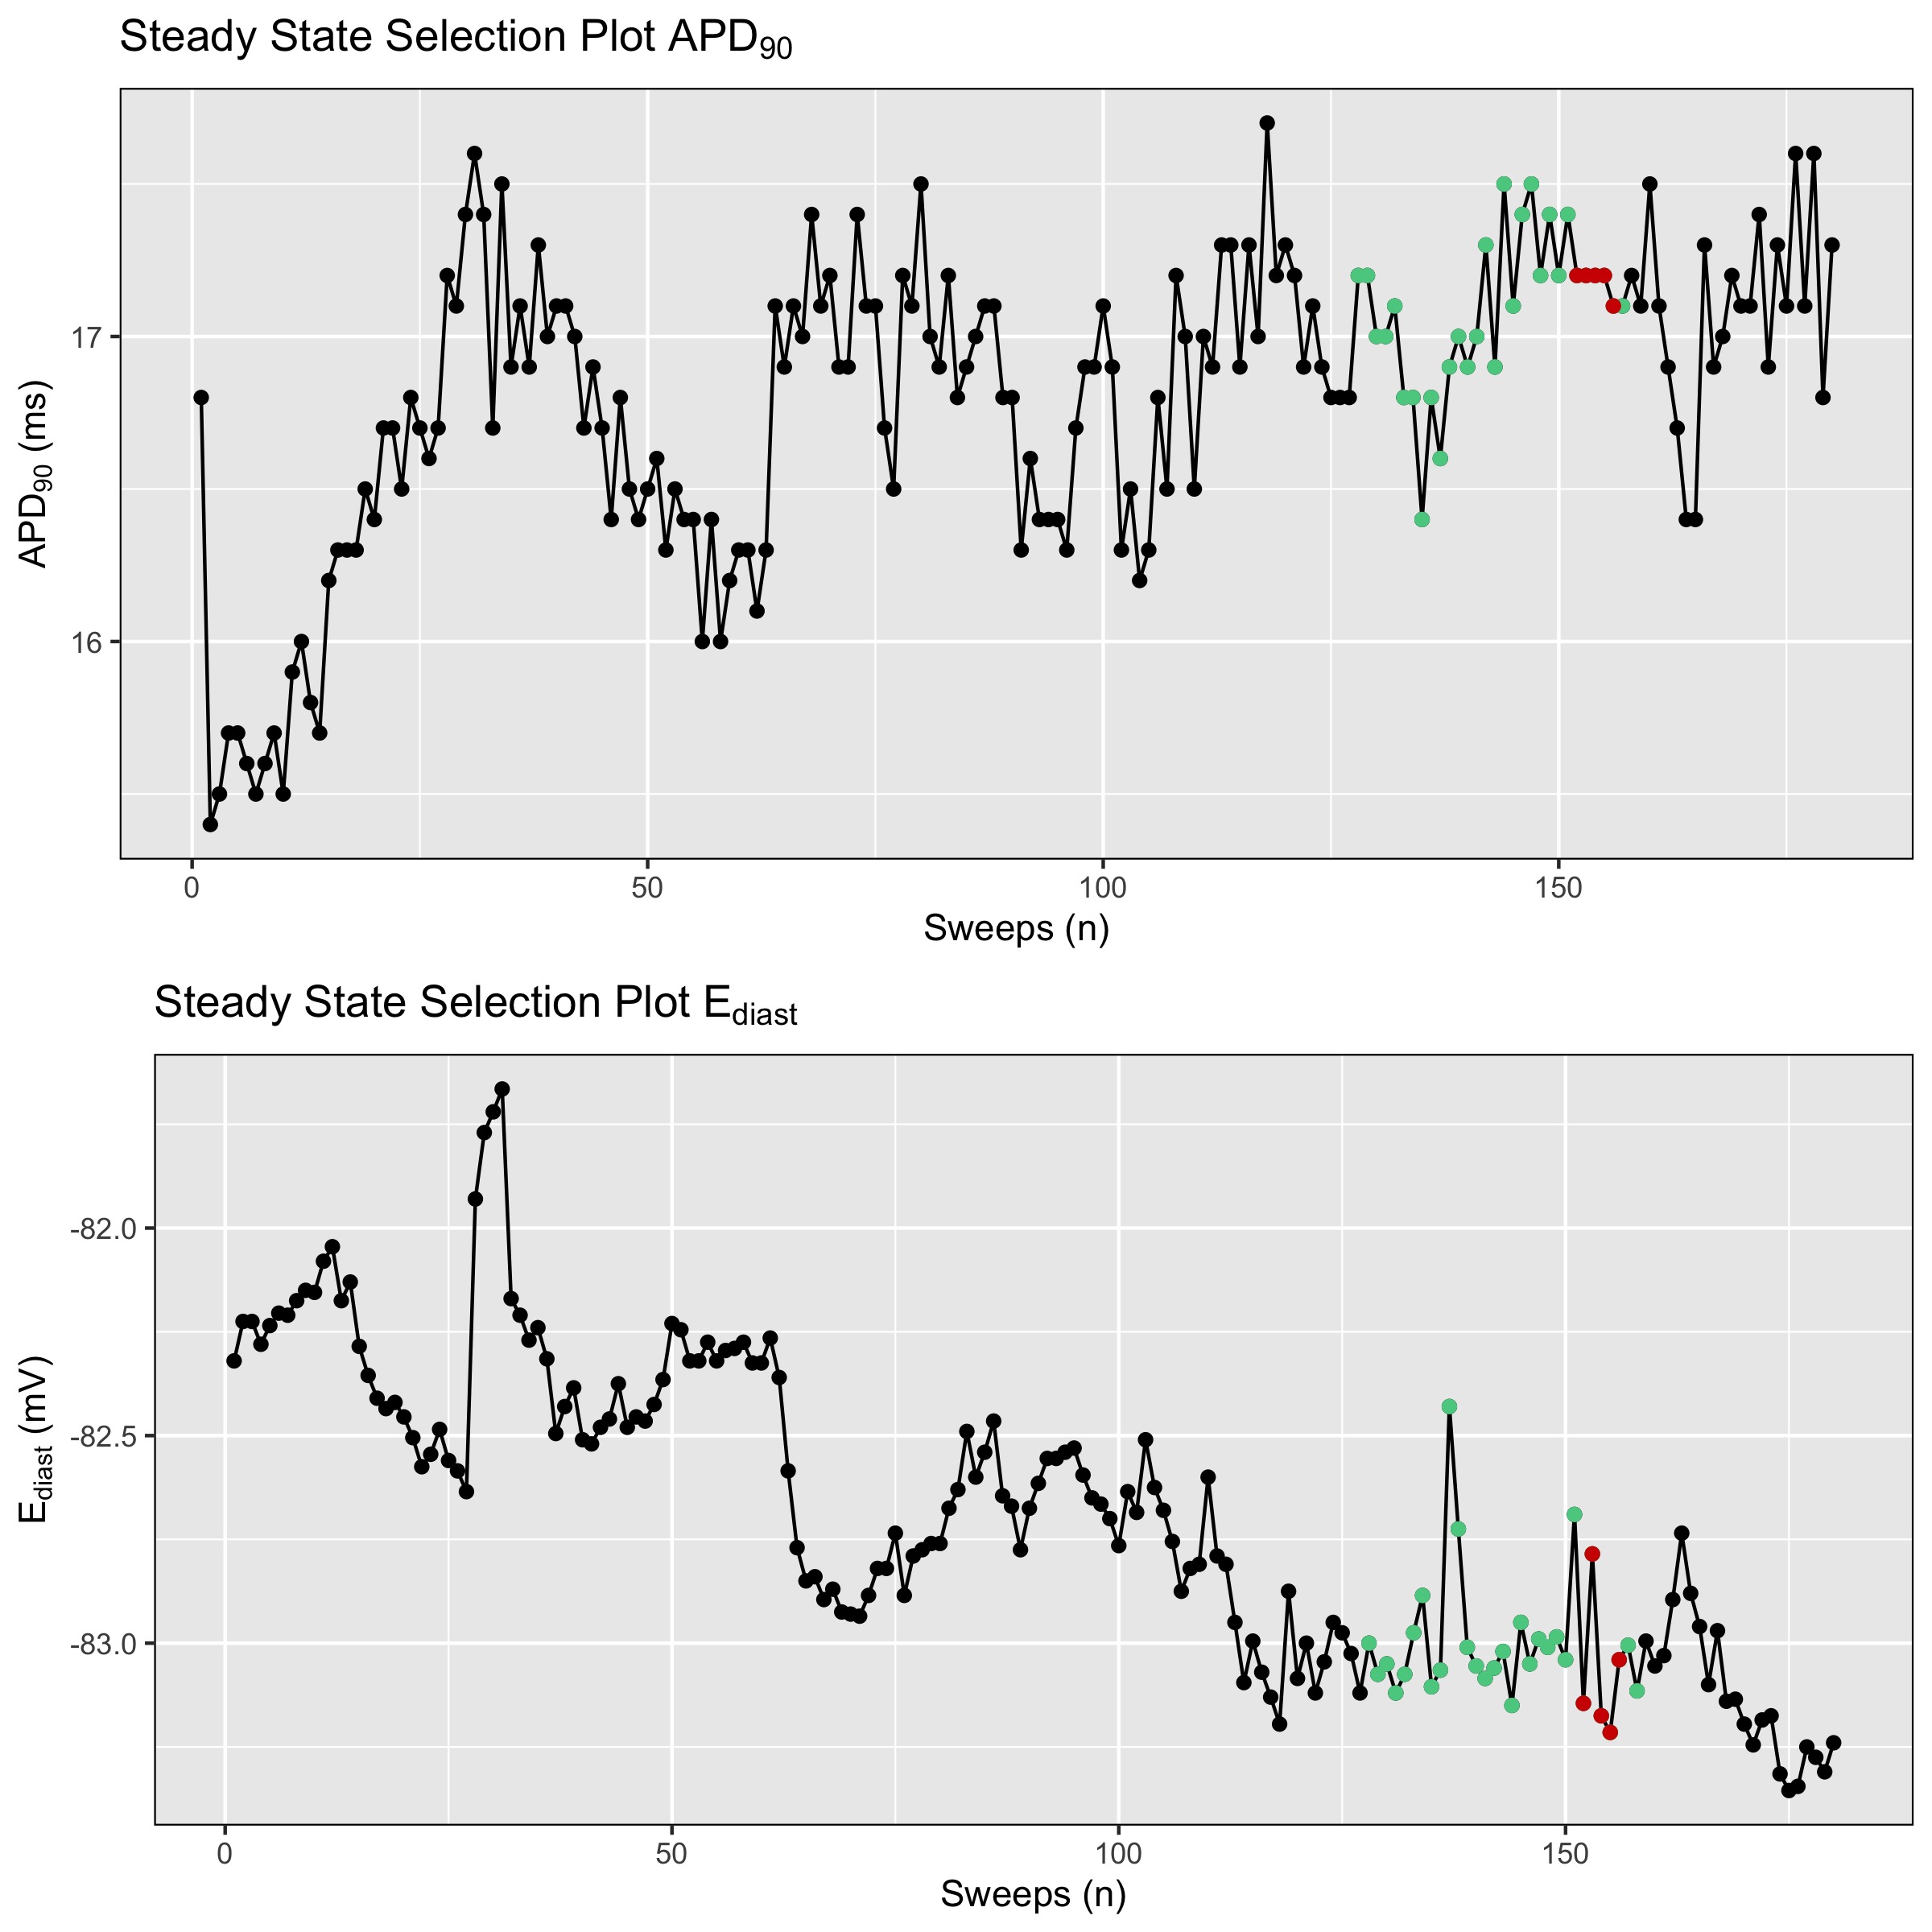 Steady State Selection Plot APD90
APD90 (ms)
17
16
0 50 100 150
Sweeps (n)
Steady State Selection Plot Ediast
Ediast (mV)
-82.0
-82.5
-83.0
0 50 100 150
Sweeps (n)